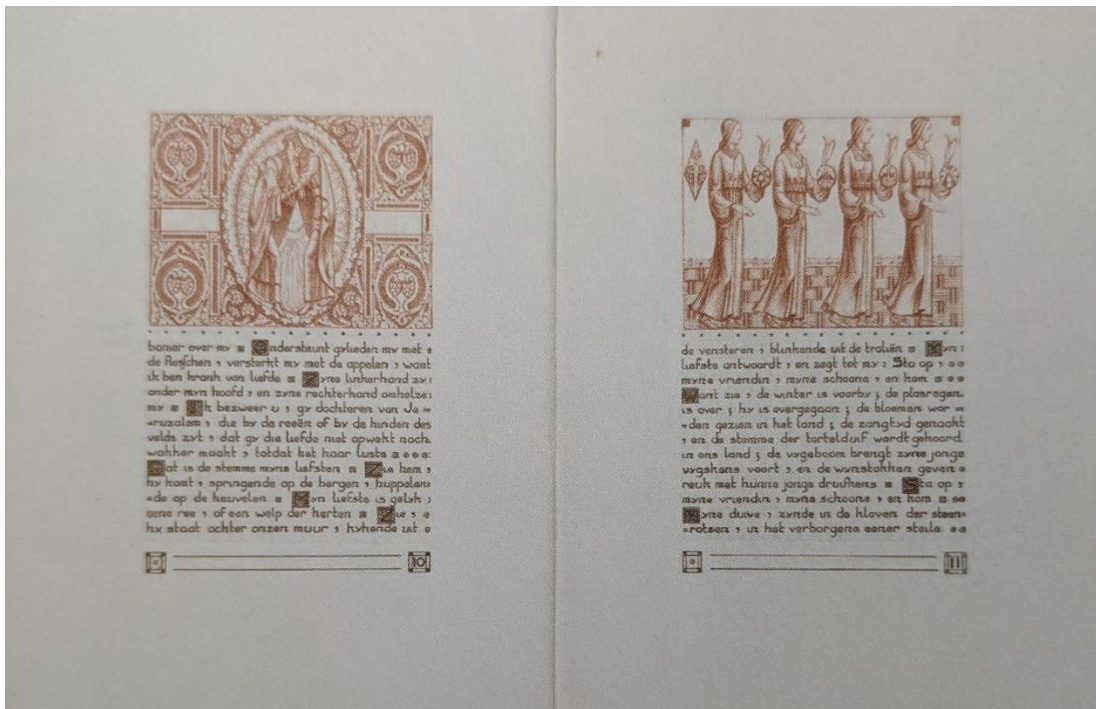 banier over my Ondersteunt gylieden my met
de flesschen, versterkt my met de appelen, want
ik ben krank van liefde Zyne linkerhand zy
onder myn hoofd, en zyne rechterhand omhelze
my Ik bezweer u, gy dochteren van Je=
=ruzalem, die by de reeën of by de hinden des
velds zyt, dat gy die liefde niet opwekt noch
wakker maakt, totdat het haar luste
Dat is de stemme myns liefsten Zie hem,
hy komt, springende op de bergen, huppelen=
=de op de heuvelen Myn liefste is gelyk
eene ree, of een welp der herten Zie,
hy staat achter onzen muur, kykende uit
10
de vensteren, blinkende uit de traliën Myn
liefste antwoordt, en zegt tot my: Sta op,
myne vriendin, myne schoone, en kom
Want zie, de winter is voorby; de plasregen
is over; hy is overgegaan; de bloemen wor=
=den gezien in het land; de zangtyd genaakt
, en de stemme der tortelduif wordt gehoord
in ons land; de vygeboom brengt zyne jonge
vygskens voort, en de wynstokken geven
reuk met hunne jonge druifkens Sta op,
myne vriendin, myne schoone, en kom
Myne duive, zynde in de kloven der steen=
=rotsen, in het verborgene eener steile
11